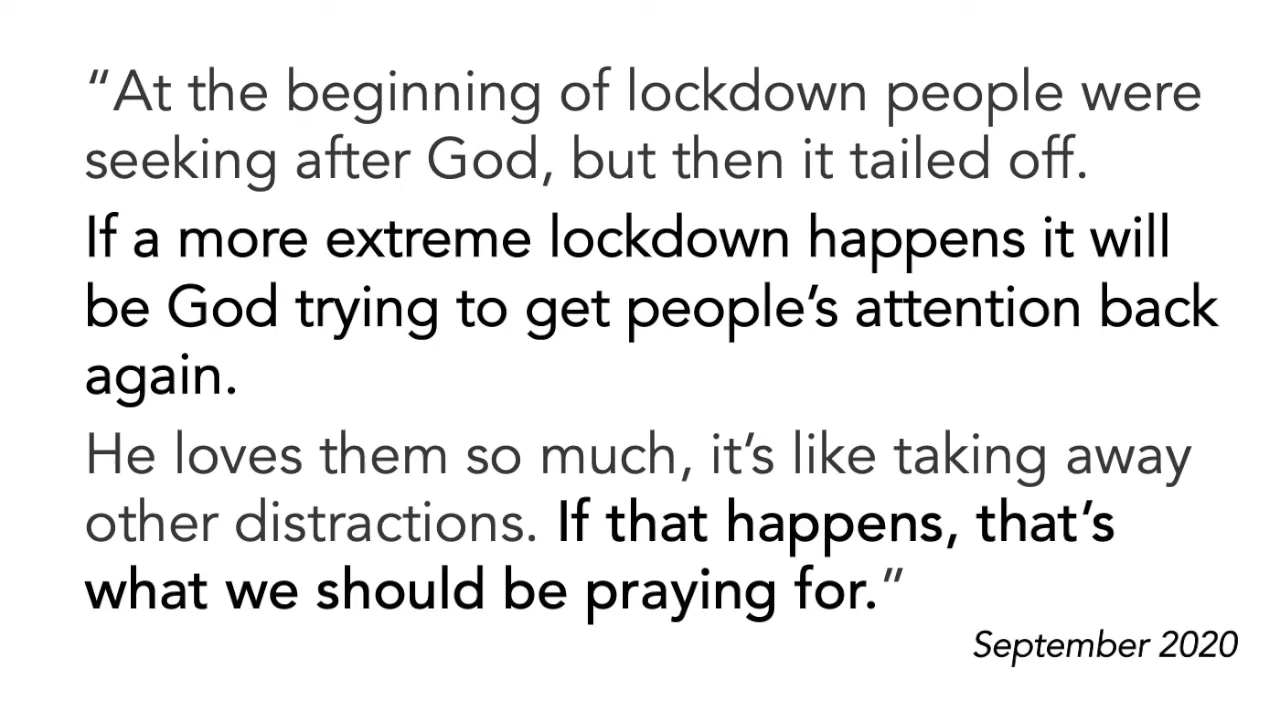 “At the beginning of lockdown people were
seeking after God, but then it tailed off.
If a more extreme lockdown happens it will
be God trying to get people’s attention back
again.
He loves them so much, it’s like taking away
other distractions. If that happens, that’s
what we should be praying for.”
September 2020